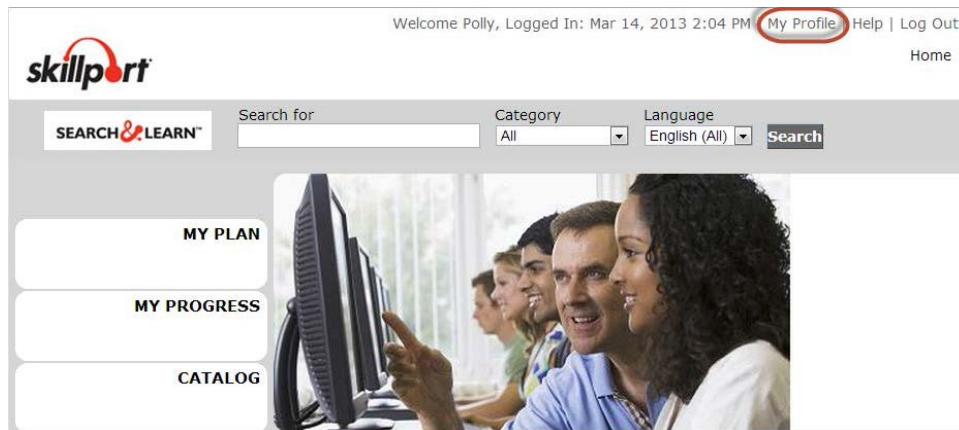 Welcome Polly, Logged In: Mar 14, 2013 2:04 PM | My Profile | Help | Log Out
skillport
Home
SEARCH & LEARN™
Search for
Category
Language
All
English (All)
Search
MY PLAN
MY PROGRESS
CATALOG